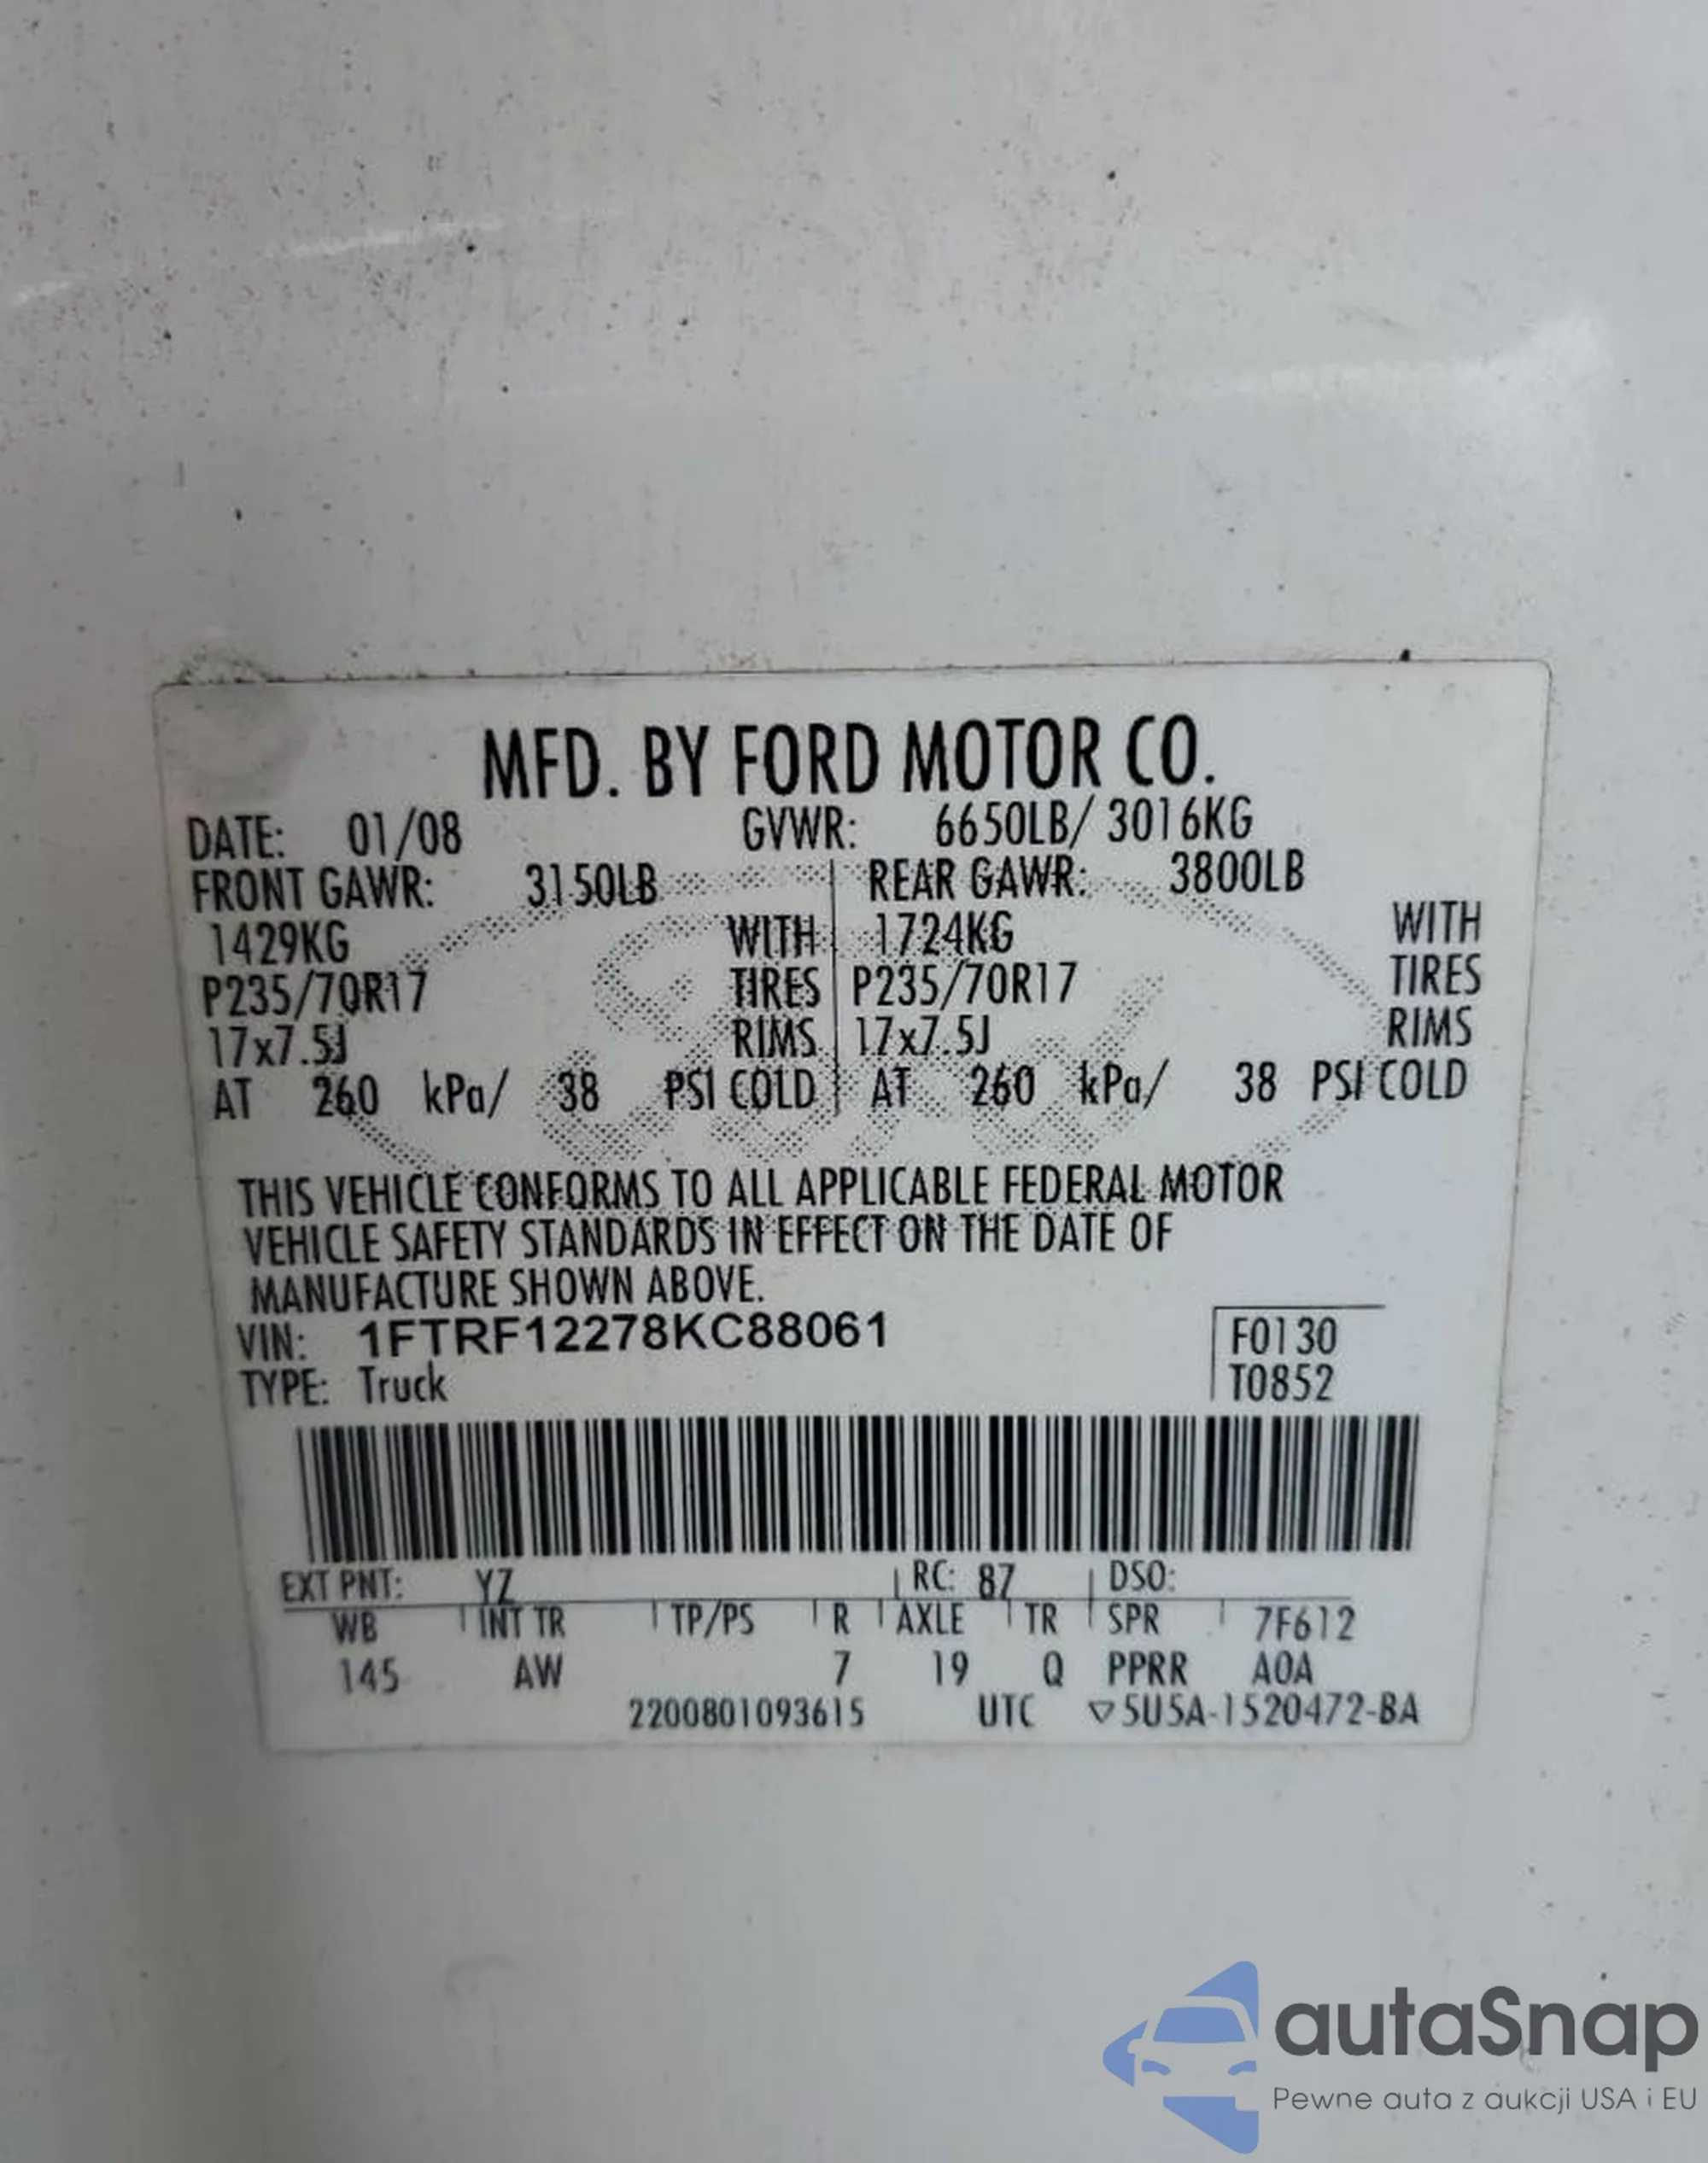 MFD. BY FORD MOTOR CO.
DATE: 01/08 GVWR: 6650LB/ 3016KG
FRONT GAWR: 3150LB REAR GAWR: 3800LB
1429KG WITH 1724KG WITH
P235/70R17 TIRES P235/70R17 TIRES
17x7.5J RIMS 17x7.5J RIMS
AT 260 kPa/ 38 PSI COLD AT 260 kPa/ 38 PSI COLD
THIS VEHICLE CONFORMS TO ALL APPLICABLE FEDERAL MOTOR
VEHICLE SAFETY STANDARDS IN EFFECT ON THE DATE OF
MANUFACTURE SHOWN ABOVE.
VIN: 1FTRF12278KC88061 F0130
TYPE: Truck T0852
EXT PNT: YZ RC: 87 DSO:
WB INT TR TP/PS R AXLE TR SPR 7F612
145 AW 7 19 Q PPRR A0A
2200801093615 UTC ▽5U5A-1520472-BA
autaSnap
Pewne auta z aukcji USA i EU